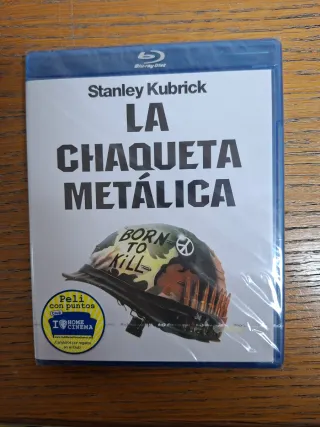 Blu-ray Disc
Stanley Kubrick
LA
CHAQUETA
METÁLICA
BORN
TO
KILL
Peli
con puntos
I
HOME
CINEMA